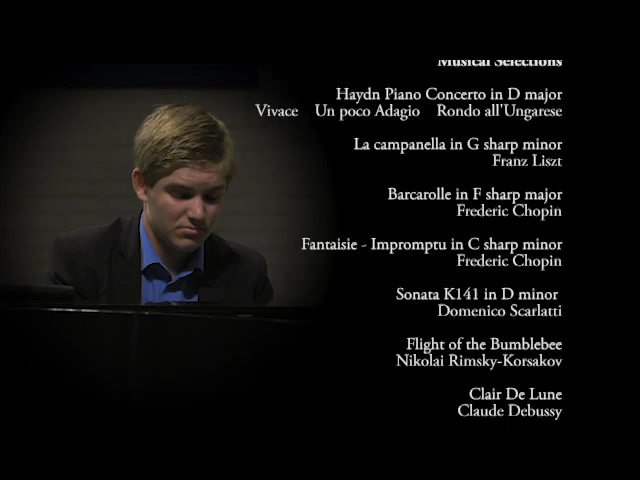 Musical Selections
Haydn Piano Concerto in D major
Vivace Un poco Adagio Rondo all'Ungarese
La campanella in G sharp minor
Franz Liszt
Barcarolle in F sharp major
Frederic Chopin
Fantaisie - Impromptu in C sharp minor
Frederic Chopin
Sonata K141 in D minor
Domenico Scarlatti
Flight of the Bumblebee
Nikolai Rimsky-Korsakov
Clair De Lune
Claude Debussy